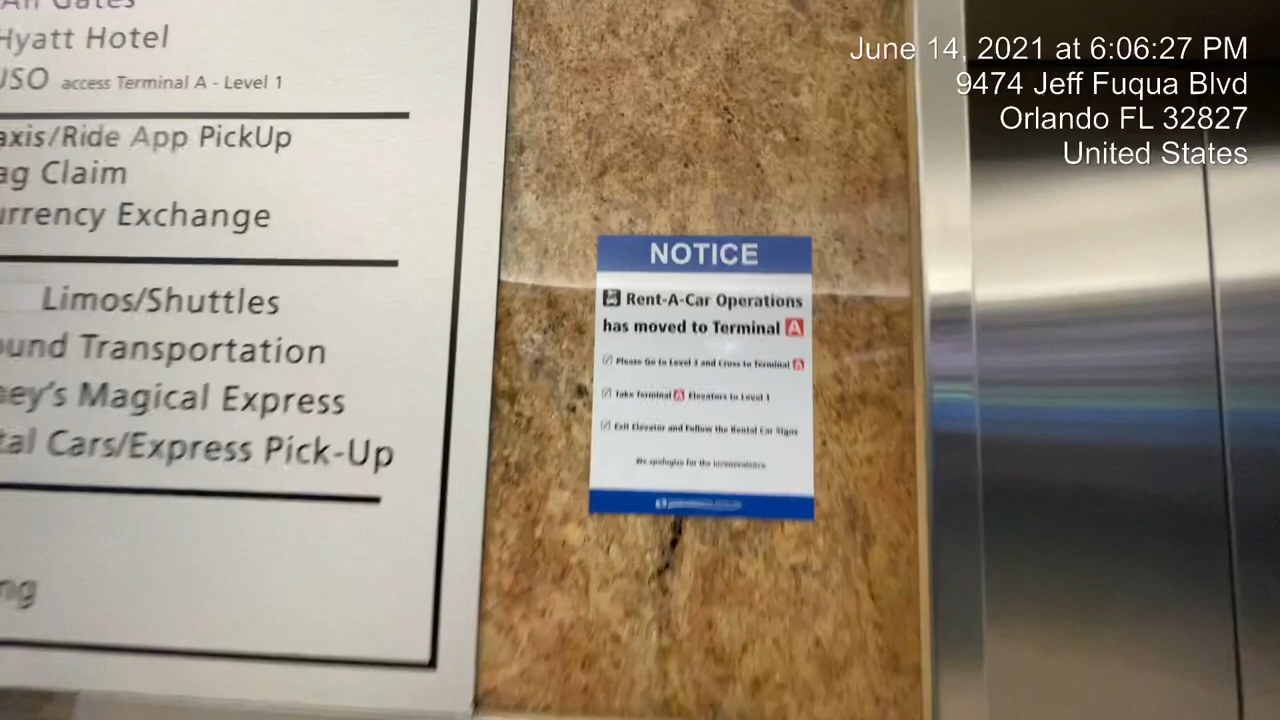 All Gates
Hyatt Hotel
USO access Terminal A - Level 1
axis/Ride App PickUp
ag Claim
urrency Exchange
Limos/Shuttles
ound Transportation
ney's Magical Express
tal Cars/Express Pick-Up
ng
NOTICE
Rent-A-Car Operations
has moved to Terminal A
Please Go to Level 3 and Cross to Terminal A
Take Terminal A Elevators to Level 1
Exit Elevator and Follow the Rental Car Signs
We apologize for the inconvenience.
June 14, 2021 at 6:06:27 PM
9474 Jeff Fuqua Blvd
Orlando FL 32827
United States